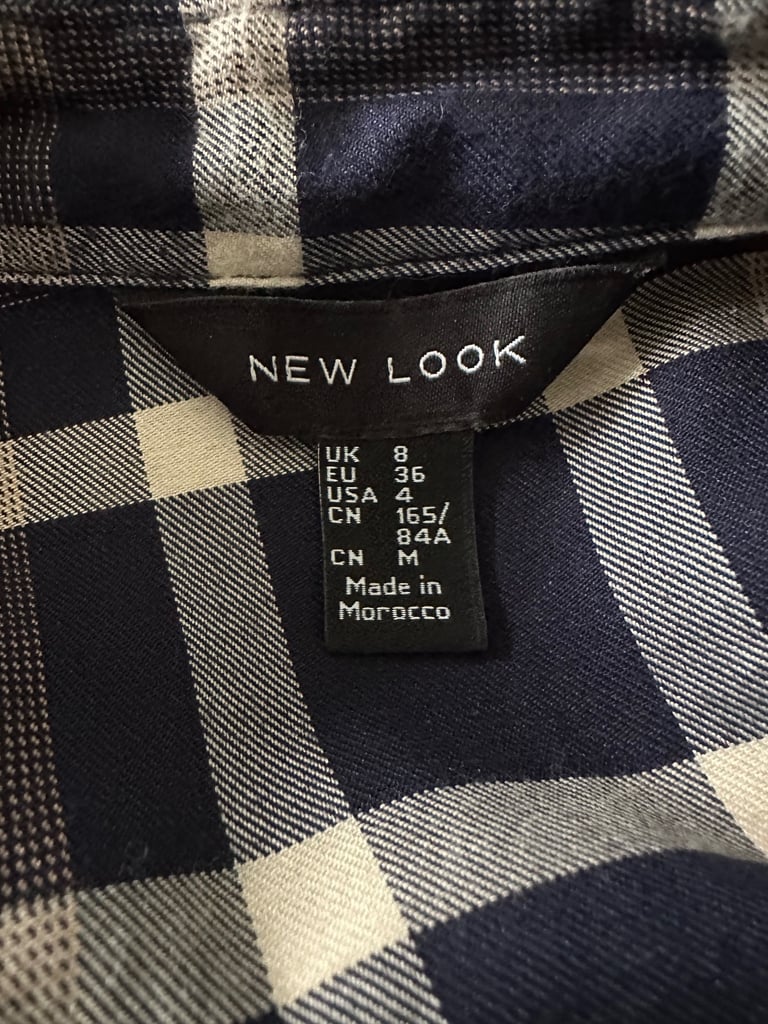 NEW LOOK
UK 8
EU 36
USA 4
CN 165/
84A
CN M
Made in
Morocco